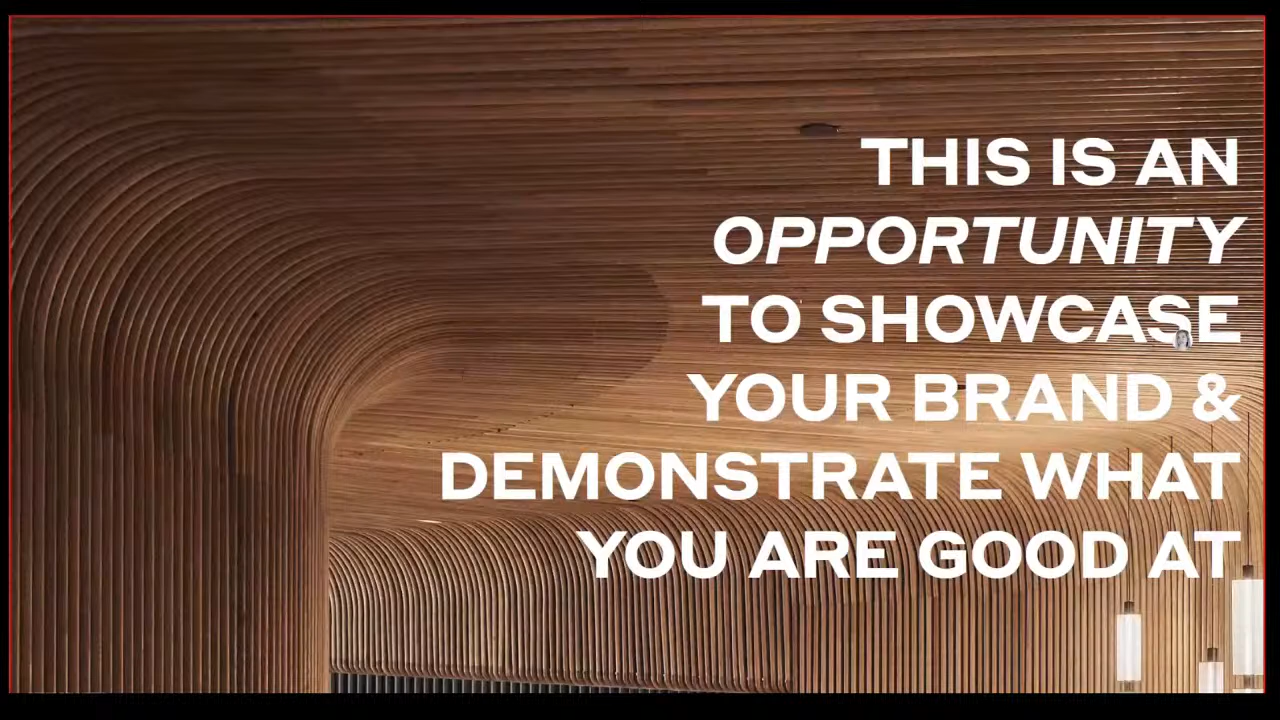 THIS IS AN
OPPORTUNITY
TO SHOWCASE
YOUR BRAND &
DEMONSTRATE WHAT
YOU ARE GOOD AT